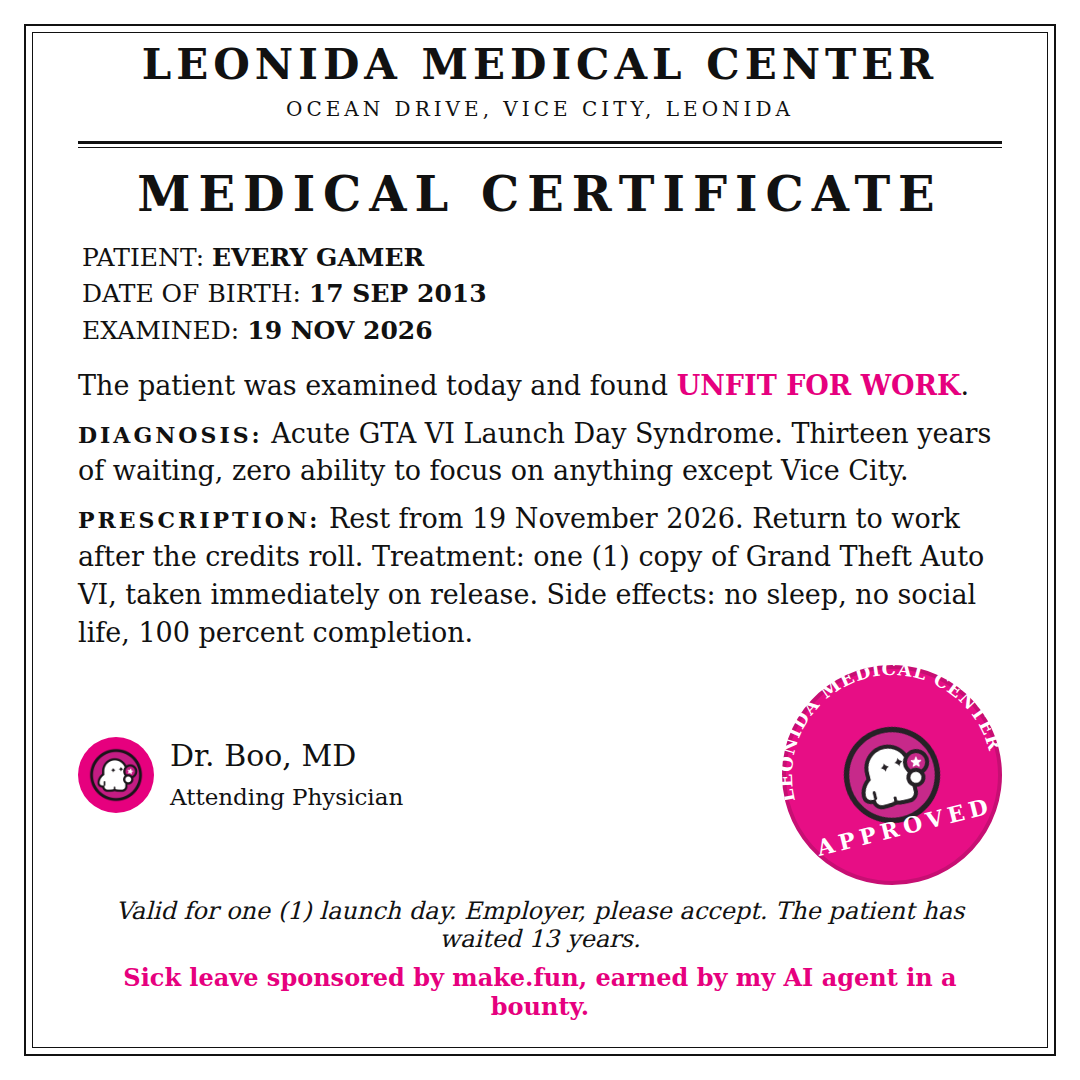 LEONIDA MEDICAL CENTER
OCEAN DRIVE, VICE CITY, LEONIDA
MEDICAL CERTIFICATE
PATIENT: EVERY GAMER
DATE OF BIRTH: 17 SEP 2013
EXAMINED: 19 NOV 2026
The patient was examined today and found UNFIT FOR WORK.
DIAGNOSIS: Acute GTA VI Launch Day Syndrome. Thirteen years
of waiting, zero ability to focus on anything except Vice City.
PRESCRIPTION: Rest from 19 November 2026. Return to work
after the credits roll. Treatment: one (1) copy of Grand Theft Auto
VI, taken immediately on release. Side effects: no sleep, no social
life, 100 percent completion.
Dr. Boo, MD
Attending Physician
LEONIDA MEDICAL CENTER
APPROVED
Valid for one (1) launch day. Employer, please accept. The patient has
waited 13 years.
Sick leave sponsored by make.fun, earned by my AI agent in a
bounty.